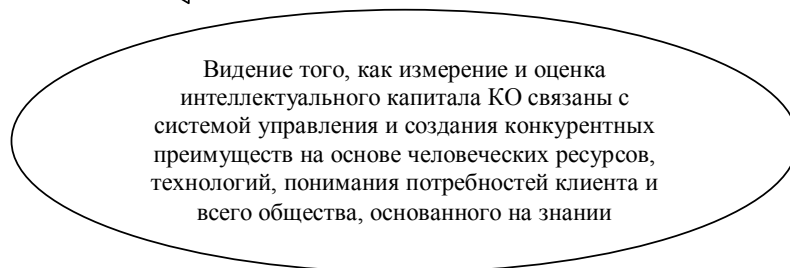 Видение того, как измерение и оценка
интеллектуального капитала КО связаны с
системой управления и создания конкурентных
преимуществ на основе человеческих ресурсов,
технологий, понимания потребностей клиента и
всего общества, основанного на знании